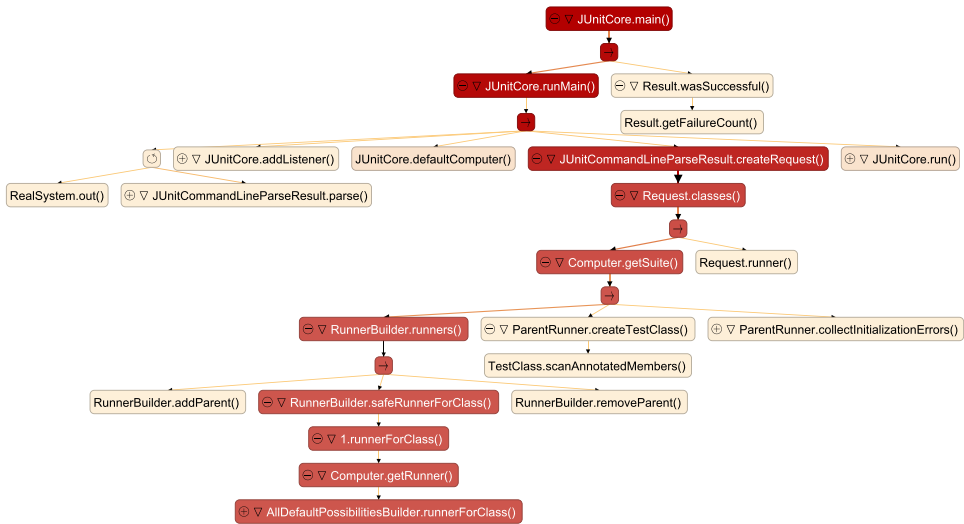 JUnitCore.main()
JUnitCore.runMain()
Result.wasSuccessful()
Result.getFailureCount()
JUnitCore.addListener()
JUnitCore.defaultComputer()
JUnitCommandLineParseResult.createRequest()
JUnitCore.run()
RealSystem.out()
JUnitCommandLineParseResult.parse()
Request.classes()
Computer.getSuite()
Request.runner()
RunnerBuilder.runners()
ParentRunner.createTestClass()
ParentRunner.collectInitializationErrors()
TestClass.scanAnnotatedMembers()
RunnerBuilder.addParent()
RunnerBuilder.safeRunnerForClass()
RunnerBuilder.removeParent()
1.runnerForClass()
Computer.getRunner()
AllDefaultPossibilitiesBuilder.runnerForClass()